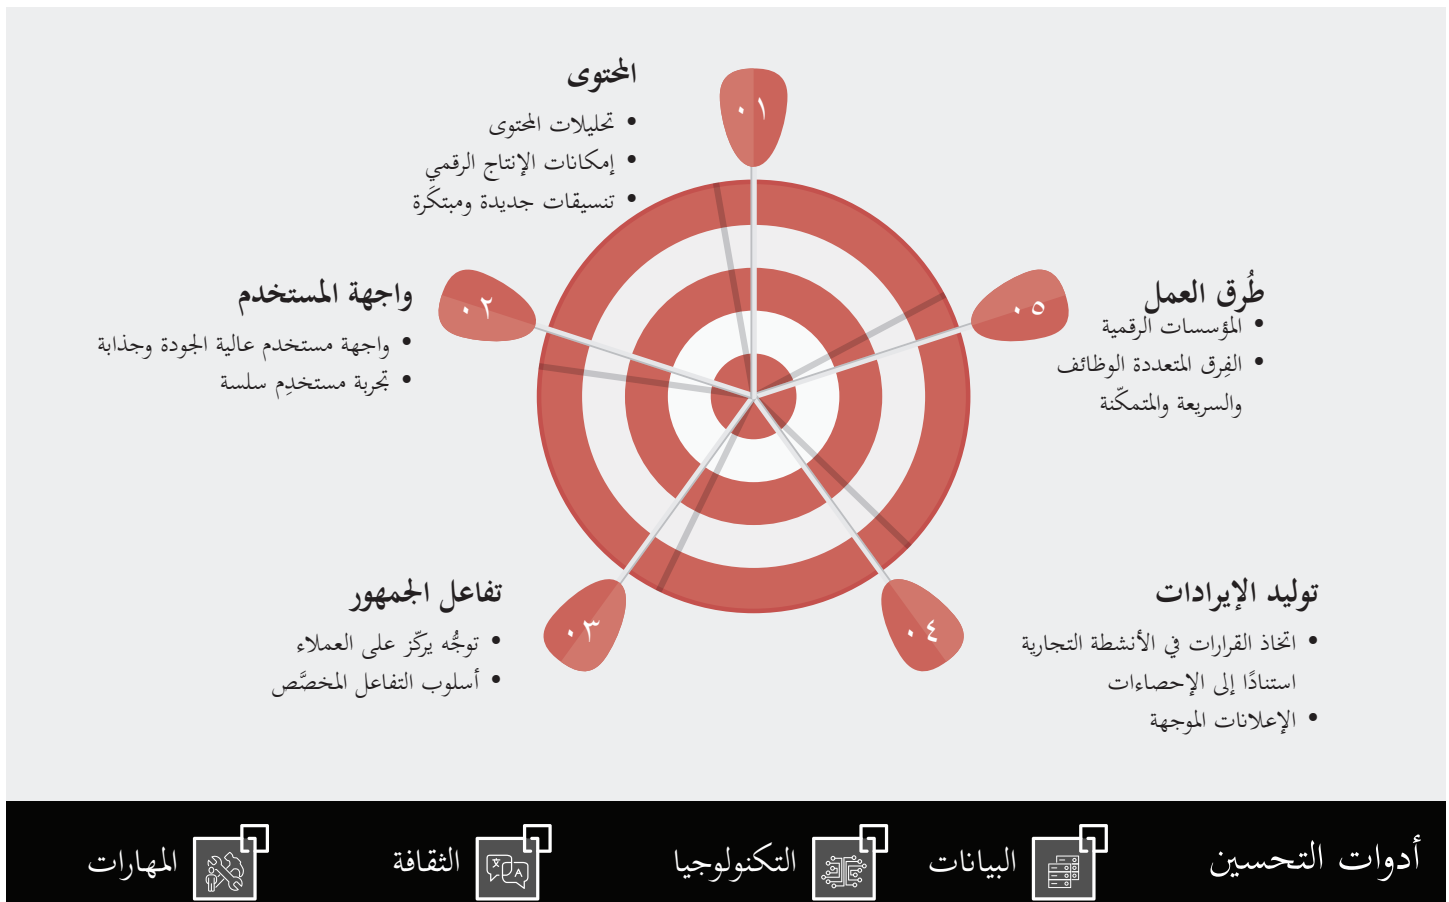 ٠١
المحتوى
• تحليلات المحتوى
• إمكانات الإنتاج الرقمي
• تنسيقات جديدة ومبتكَرة
٠٢
واجهة المستخدم
• واجهة مستخدم عالية الجودة وجذابة
• تجربة مستخدِم سلسة
٠٣
تفاعل الجمهور
• توجُّه يركّز على العملاء
• أسلوب التفاعل المخصَّص
٠٤
توليد الإيرادات
• اتخاذ القرارات في الأنشطة التجارية
استنادًا إلى الإحصاءات
• الإعلانات الموجهة
٠٥
طُرق العمل
• المؤسسات الرقمية
• الفِرق المتعددة الوظائف
والسريعة والمتمكّنة
أدوات التحسين
البيانات
التكنولوجيا
الثقافة
المهارات